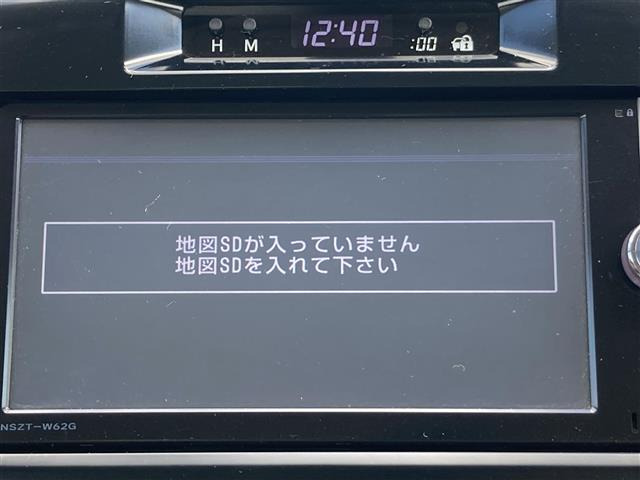 12:40
H M :00
地図SDが入っていません
地図SDを入れて下さい
NSZT-W62G